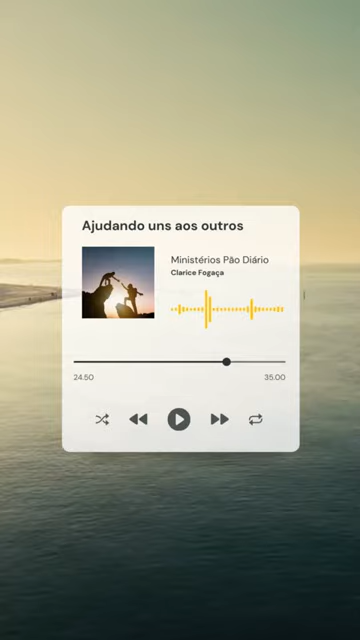 Ajudando uns aos outros
Ministérios Pão Diário
Clarice Fogaça
24.50
35.00